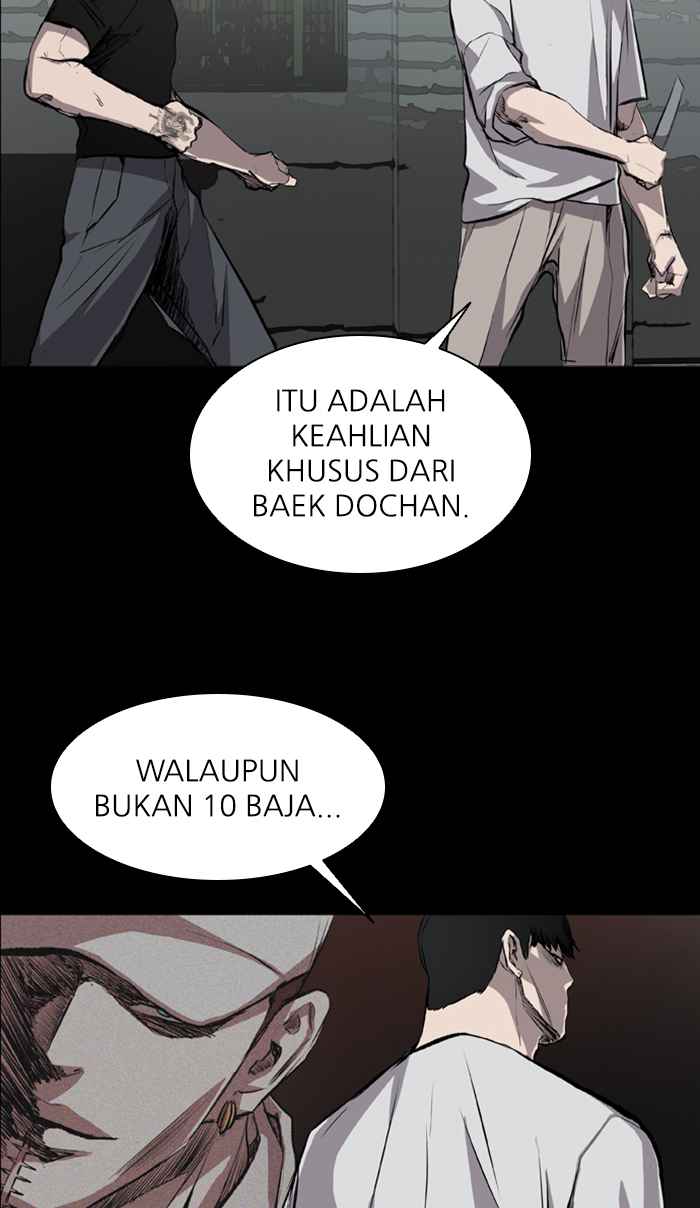 ITU ADALAH
KEAHLIAN
KHUSUS DARI
BAEK DOCHAN.
WALAUPUN
BUKAN 10 BAJA...